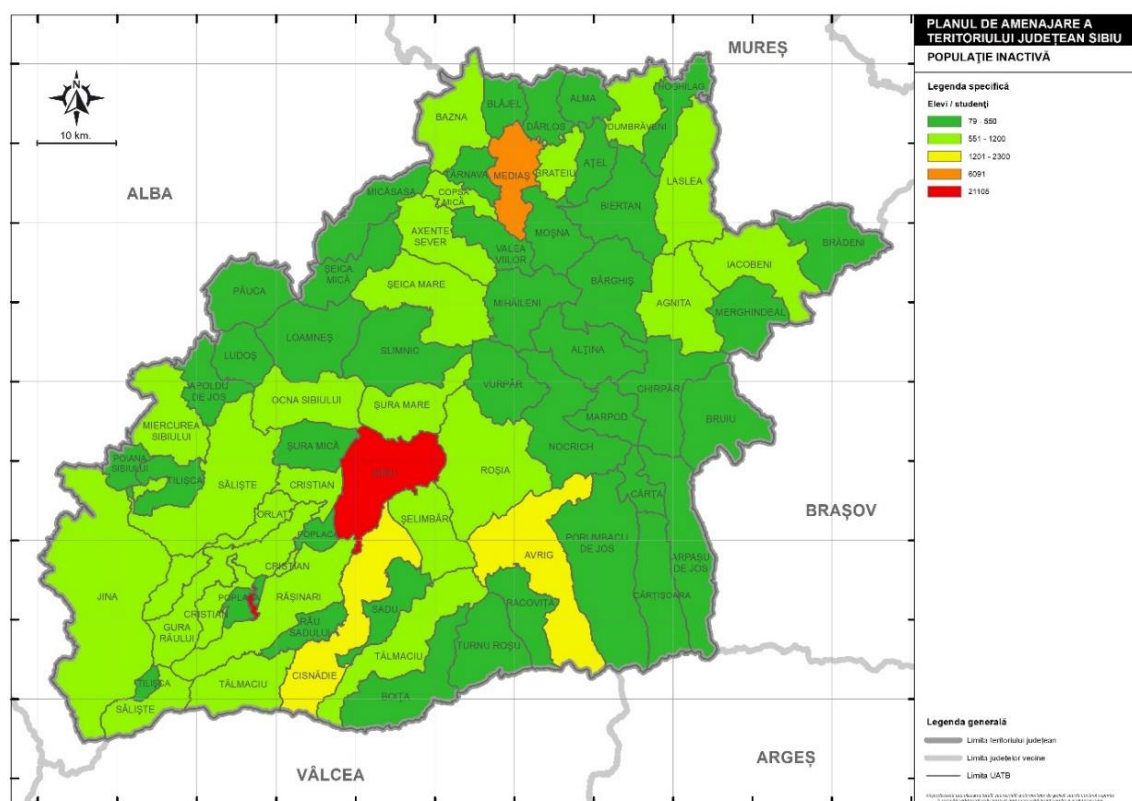 PLANUL DE AMENAJARE A
TERITORIULUI JUDEȚEAN SIBIU
POPULAȚIE INACTIVĂ
Legenda specifică
Elevi / studenți
79 - 550
551 - 1200
1201 - 2300
6091
21105
N
10 km.
MUREȘ
ALBA
BRAȘOV
ARGEȘ
VÂLCEA
HOGHILAG
BLĂJEL
ALMA
BAZNA
DÂRLOS
DUMBRĂVENI
AȚEL
TÂRNAVA
MEDIAȘ
BRATEIU
LASLEA
MICĂSASA
COPȘA
MICĂ
BIERTAN
AXENTE
SEVER
MOȘNA
BRĂDENI
VALEA
VIILOR
IACOBENI
ȘEICA
MICĂ
PĂUCA
ȘEICA MARE
BÂRGHIȘ
MIHĂILENI
AGNITA
MERGHINDEAL
LOAMNEȘ
LUDOȘ
SLIMNIC
ALȚINA
APOLDU
DE JOS
VURPĂR
CHIRPĂR
OCNA SIBIULUI
ȘURA MARE
MARPOD
BRUIU
MIERCUREA
SIBIULUI
ȘURA MICĂ
NOCRICH
POIANA
SIBIULUI
TILIȘCA
SĂLIȘTE
CRISTIAN
SIBIU
ROȘIA
CÂRȚA
ORLAT
ȘELIMBĂR
POPLACA
AVRIG
PORUMBACU
DE JOS
ARPAȘU
DE JOS
CRISTIAN
JINA
POPLACA
RĂȘINARI
SADU
RACOVIȚA
CÂRȚIȘOARA
CRISTIAN
GURA
RÂULUI
RÂU
SADULUI
TURNU ROȘU
TĂLMACIU
TILIȘCA
TĂLMACIU
CISNĂDIE
BOIȚA
SĂLIȘTE
Legenda generală
Limita teritoriului județean
Limita județelor vecine
Limita UATB